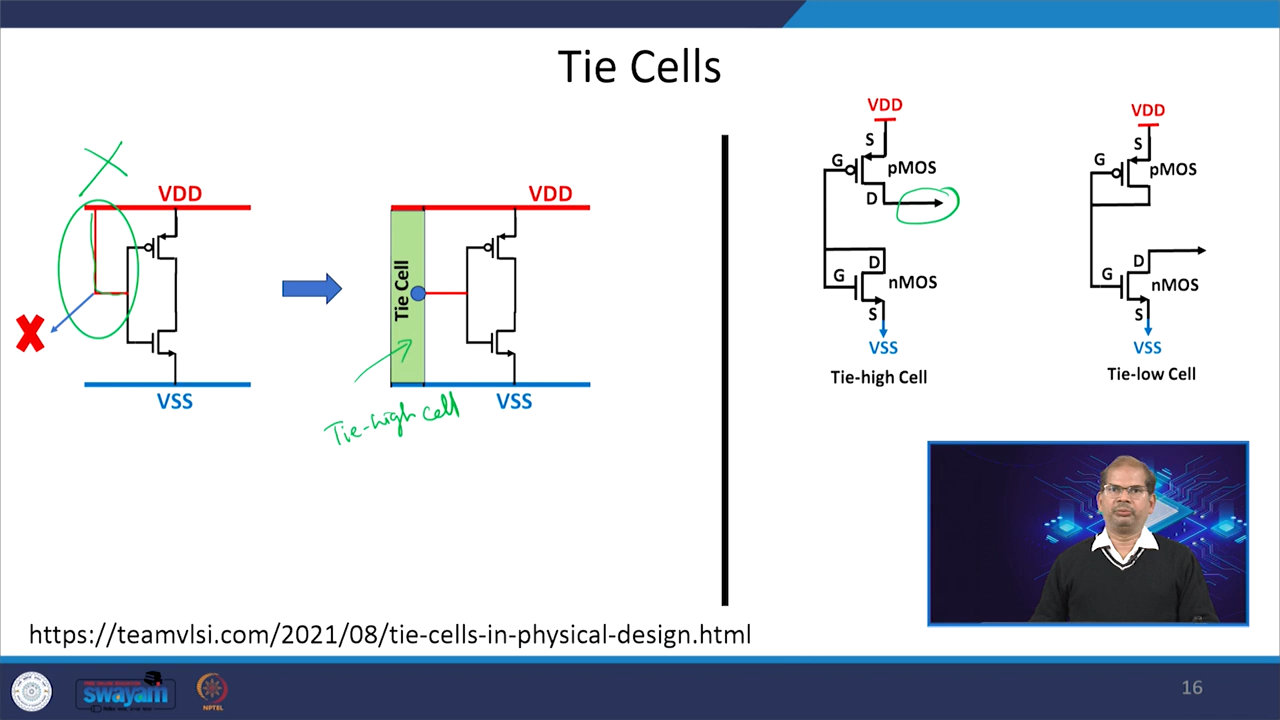 Tie Cells
X
VDD
X
VSS
VDD
Tie Cell
VSS
Tie-high cell
VDD
S
G
pMOS
D
D
G
nMOS
S
VSS
Tie-high Cell
VDD
S
G
pMOS
D
G
nMOS
S
VSS
Tie-low Cell
https://teamvlsi.com/2021/08/tie-cells-in-physical-design.html
swayam
NPTEL
16